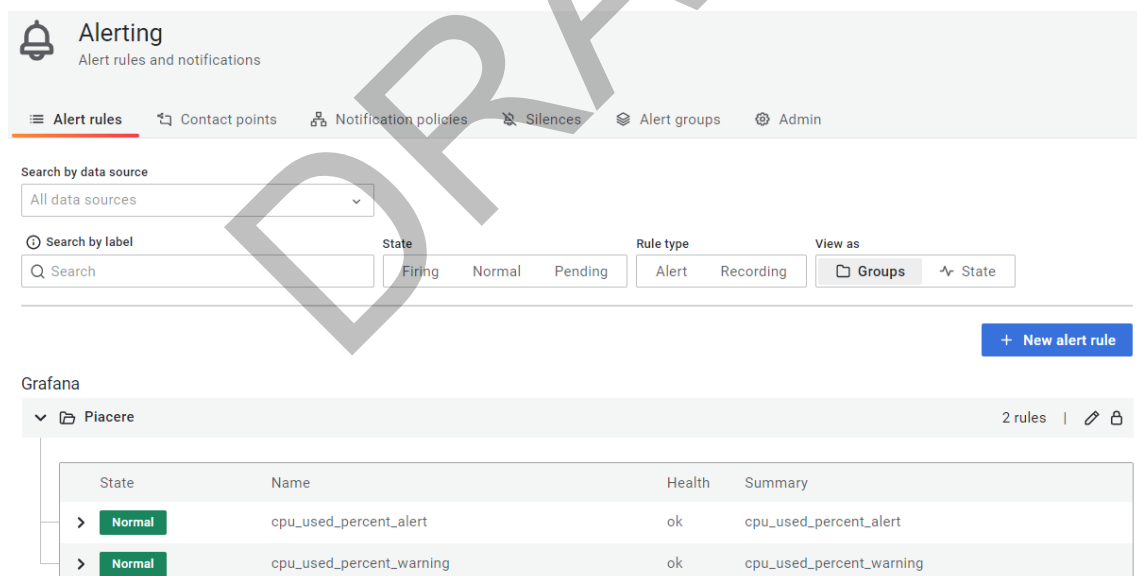 Alerting
Alert rules and notifications
Alert rules Contact points Notification policies Silences Alert groups Admin
Search by data source
All data sources
Search by label State Rule type View as
Search Firing Normal Pending Alert Recording Groups State
+ New alert rule
Grafana
Piacere 2 rules |
State Name Health Summary
Normal cpu_used_percent_alert ok cpu_used_percent_alert
Normal cpu_used_percent_warning ok cpu_used_percent_warning
DRA